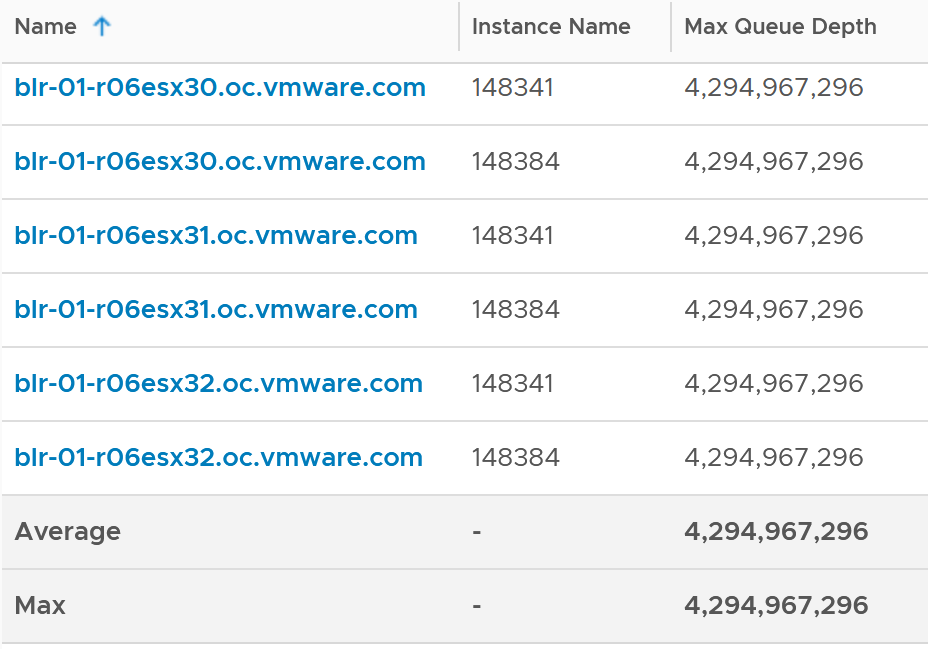 Name Instance Name Max Queue Depth
blr-01-r06esx30.oc.vmware.com 148341 4,294,967,296
blr-01-r06esx30.oc.vmware.com 148384 4,294,967,296
blr-01-r06esx31.oc.vmware.com 148341 4,294,967,296
blr-01-r06esx31.oc.vmware.com 148384 4,294,967,296
blr-01-r06esx32.oc.vmware.com 148341 4,294,967,296
blr-01-r06esx32.oc.vmware.com 148384 4,294,967,296
Average - 4,294,967,296
Max - 4,294,967,296